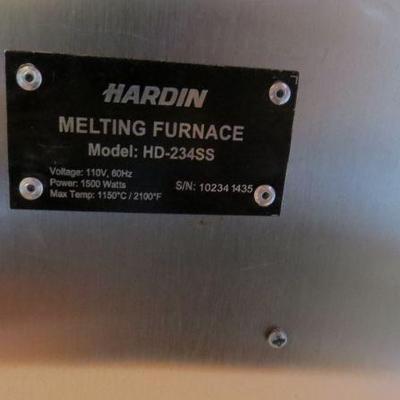 HARDIN
MELTING FURNACE
Model: HD-234SS
Voltage: 110V, 60Hz
Power: 1500 Watts
S/N: 10234 1435
Max Temp: 1150°C / 2100°F